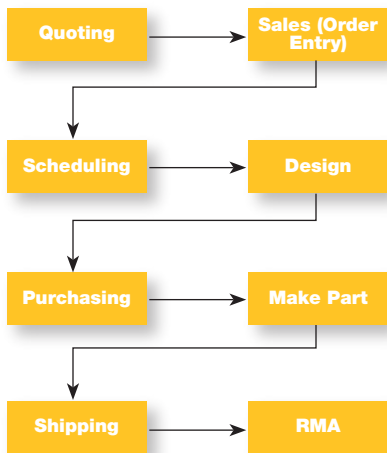 Quoting
Sales (Order
Entry)
Scheduling
Design
Purchasing
Make Part
Shipping
RMA